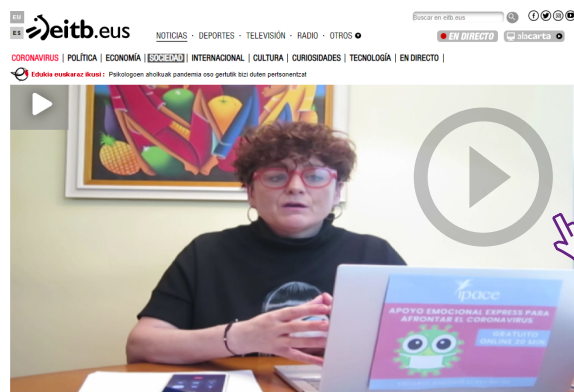 EU
ES
eitb.eus
Buscar en eitb.eus
NOTICIAS · DEPORTES · TELEVISIÓN · RADIO · OTROS
EN DIRECTO
alacarta
CORONAVIRUS | POLÍTICA | ECONOMÍA | SOCIEDAD | INTERNACIONAL | CULTURA | CURIOSIDADES | TECNOLOGÍA | EN DIRECTO |
Edukia euskaraz ikusi : Psikologoen aholkuak pandemia oso gertutik bizi duten pertsonentzat
ipace
APOYO EMOCIONAL EXPRESS PARA
AFRONTAR EL CORONAVIRUS
GRATUITO
ONLINE 20 MIN